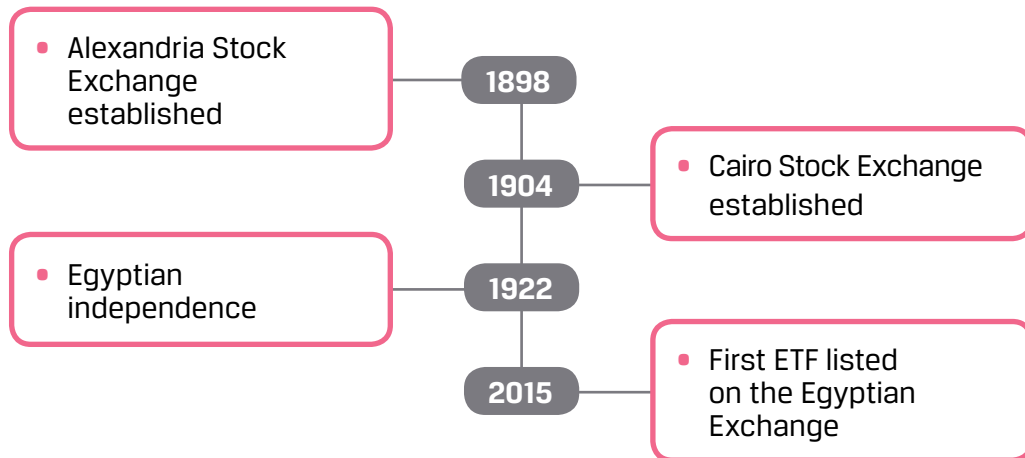 • Alexandria Stock
Exchange
established
1898
1904
• Cairo Stock Exchange
established
• Egyptian
independence
1922
2015
• First ETF listed
on the Egyptian
Exchange